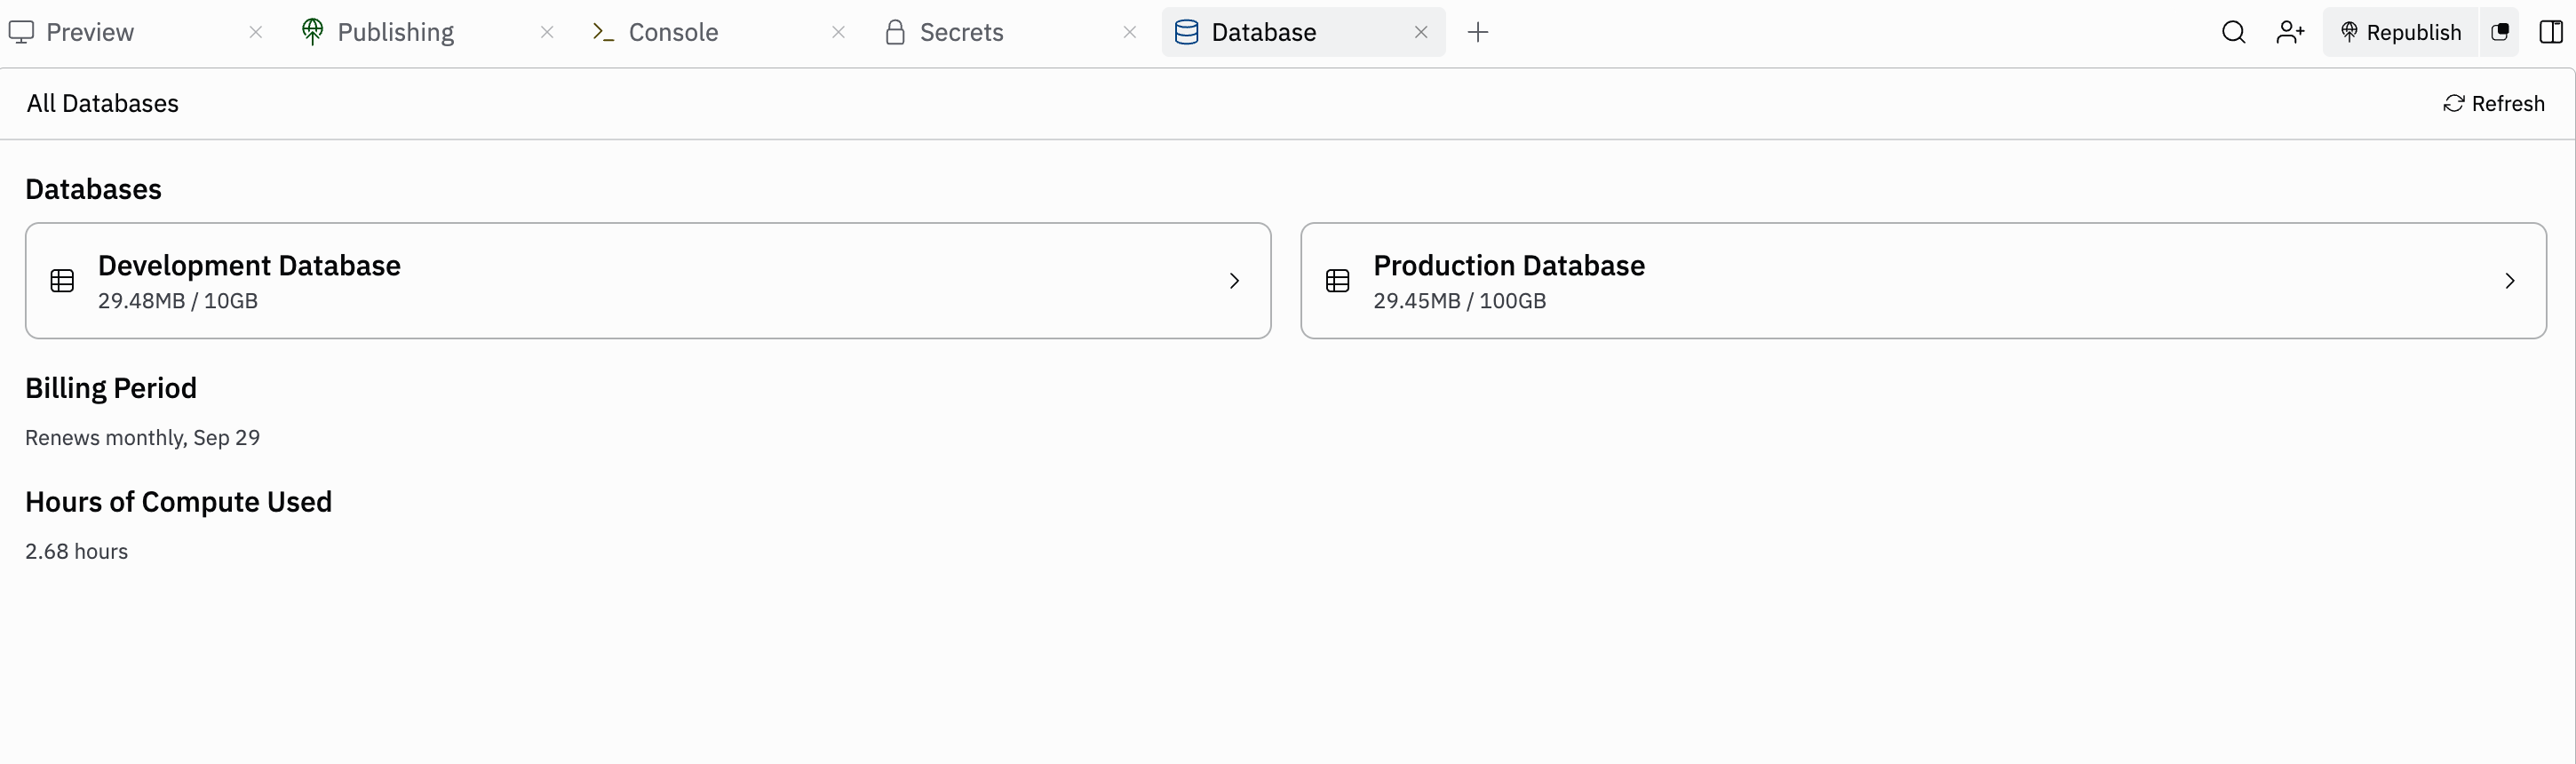 Preview
Publishing
Console
Secrets
Database
Republish
All Databases
Refresh
Databases
Development Database
29.48MB / 10GB
Production Database
29.45MB / 100GB
Billing Period
Renews monthly, Sep 29
Hours of Compute Used
2.68 hours